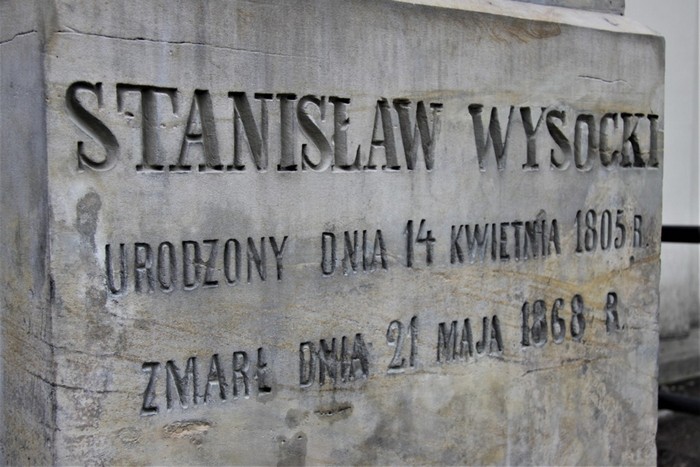 STANISŁAW WYSOCKI
URODZONY DNIA 14 KWIETNIA 1805 R.
ZMARŁ DNIA 21 MAJA 1868 R.